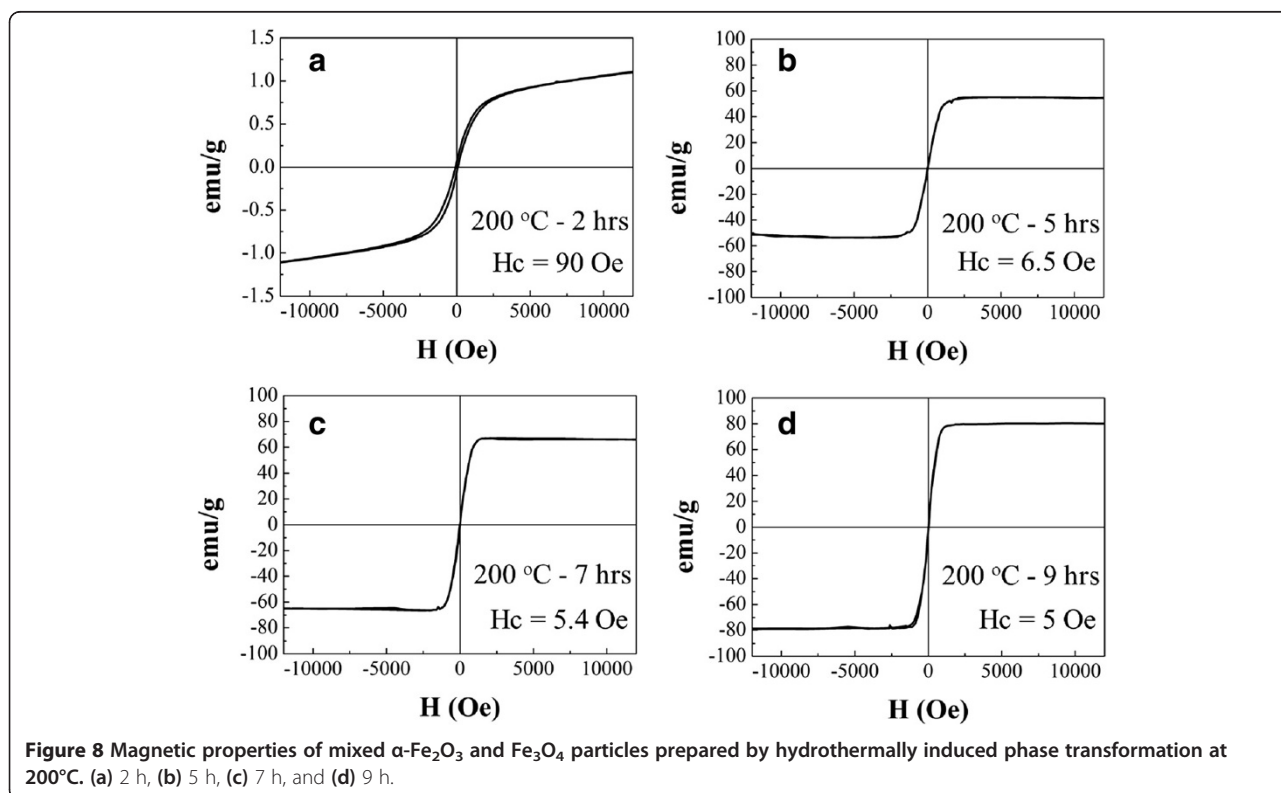 a
1.5
1.0
0.5
0.0
-0.5
-1.0
-1.5
emu/g
200 °C - 2 hrs
Hc = 90 Oe
-10000 -5000 0 5000 10000
H (Oe)
b
100
80
60
40
20
0
-20
-40
-60
-80
-100
emu/g
200 °C - 5 hrs
Hc = 6.5 Oe
-10000 -5000 0 5000 10000
H (Oe)
c
100
80
60
40
20
0
-20
-40
-60
-80
-100
emu/g
200 °C - 7 hrs
Hc = 5.4 Oe
-10000 -5000 0 5000 10000
H (Oe)
d
100
80
60
40
20
0
-20
-40
-60
-80
-100
emu/g
200 °C - 9 hrs
Hc = 5 Oe
-10000 -5000 0 5000 10000
H (Oe)
Figure 8 Magnetic properties of mixed α-Fe₂O₃ and Fe₃O₄ particles prepared by hydrothermally induced phase transformation at
200°C. (a) 2 h, (b) 5 h, (c) 7 h, and (d) 9 h.